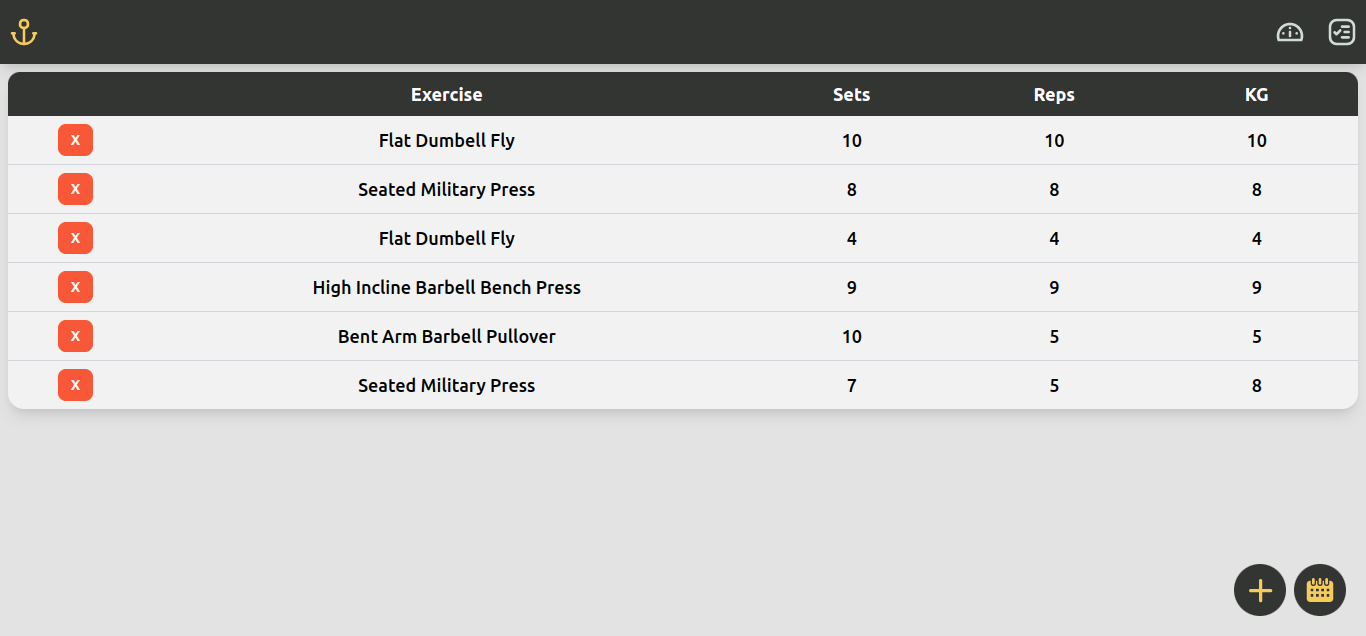 Exercise Sets Reps KG
X Flat Dumbell Fly 10 10 10
X Seated Military Press 8 8 8
X Flat Dumbell Fly 4 4 4
X High Incline Barbell Bench Press 9 9 9
X Bent Arm Barbell Pullover 10 5 5
X Seated Military Press 7 5 8